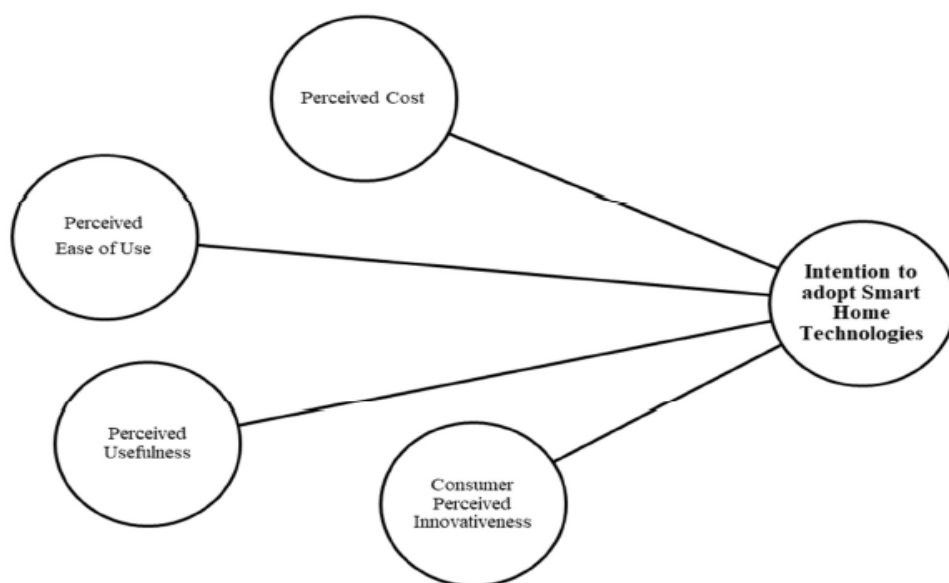 Perceived Cost
Perceived
Ease of Use
Intention to
adopt Smart
Home
Technologies
Perceived
Usefulness
Consumer
Perceived
Innovativeness